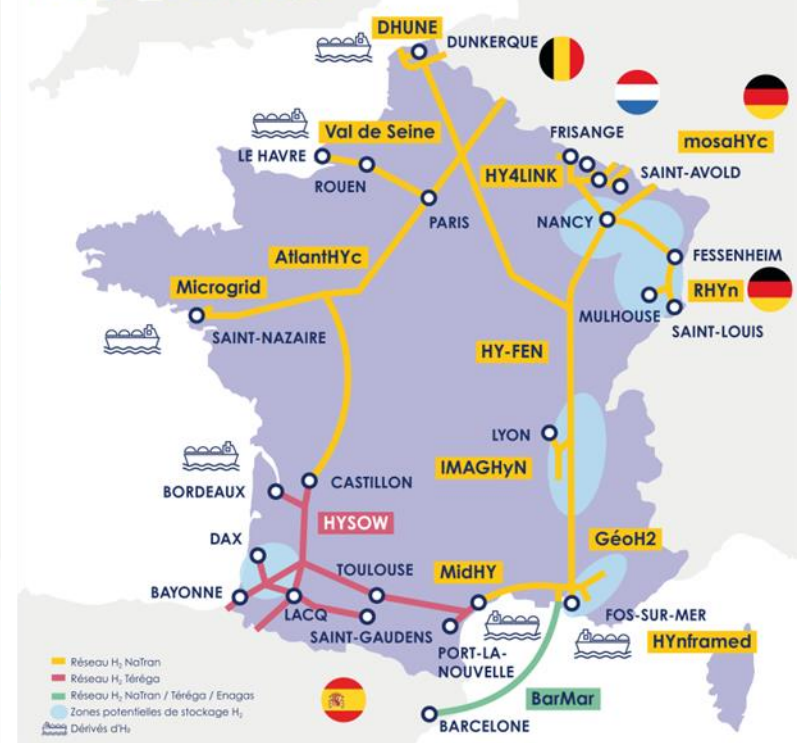 DHUNE
DUNKERQUE
Val de Seine
LE HAVRE
ROUEN
PARIS
FRISANGE
mosaHYc
HY4LINK
SAINT-AVOLD
NANCY
FESSENHEIM
AtlantHYc
Microgrid
RHYn
MULHOUSE
SAINT-LOUIS
SAINT-NAZAIRE
HY-FEN
LYON
IMAGHyN
CASTILLON
BORDEAUX
HYSOW
DAX
GéoH2
TOULOUSE
MidHY
BAYONNE
LACQ
SAINT-GAUDENS
FOS-SUR-MER
HYnframed
PORT-LA-
NOUVELLE
BarMar
BARCELONE
Réseau H₂ NaTran
Réseau H₂ Téréga
Réseau H₂ NaTran / Téréga / Enagas
Zones potentielles de stockage H₂
Dérivés d'H₂